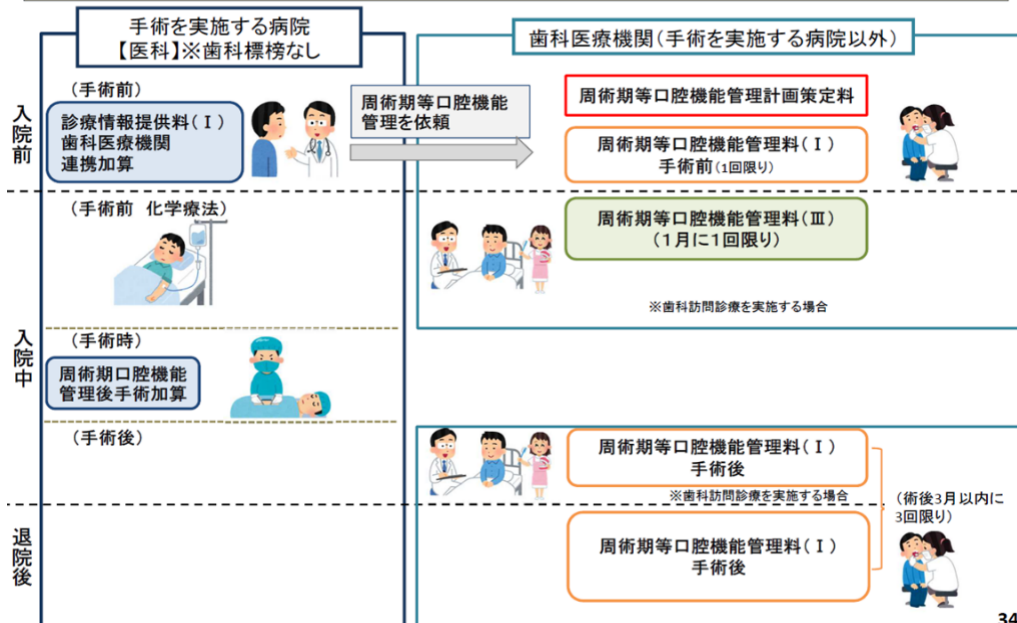 手術を実施する病院
【医科】※歯科標榜なし
歯科医療機関(手術を実施する病院以外)
入院前
(手術前)
診療情報提供料(Ⅰ)
歯科医療機関
連携加算
周術期等口腔機能
管理を依頼
周術期等口腔機能管理計画策定料
周術期等口腔機能管理料(Ⅰ)
手術前(1回限り)
入院中
(手術前 化学療法)
周術期等口腔機能管理料(Ⅲ)
(1月に1回限り)
※歯科訪問診療を実施する場合
(手術時)
周術期口腔機能
管理後手術加算
(手術後)
周術期等口腔機能管理料(Ⅰ)
手術後
※歯科訪問診療を実施する場合
(術後3月以内に
3回限り)
退院後
周術期等口腔機能管理料(Ⅰ)
手術後
34